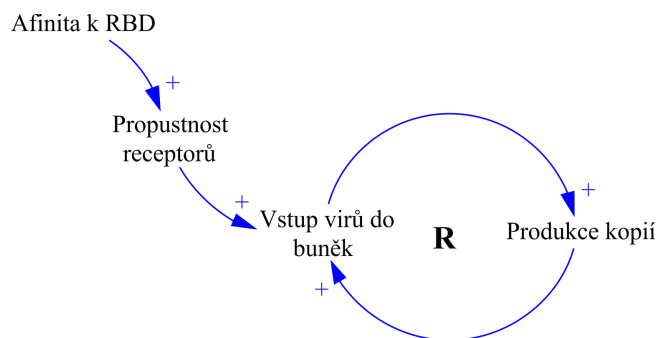 Afinita k RBD
+
Propustnost
receptorů
+
Vstup virů do
buněk
+
R
Produkce kopií
+